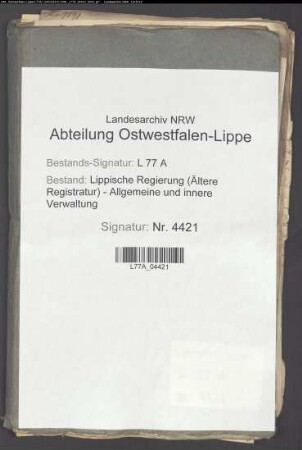 Landesarchiv NRW
Abteilung Ostwestfalen-Lippe
Bestands-Signatur: L 77 A
Bestand: Lippische Regierung (Ältere
Registratur) - Allgemeine und innere
Verwaltung
Signatur: Nr. 4421
L77A_04421